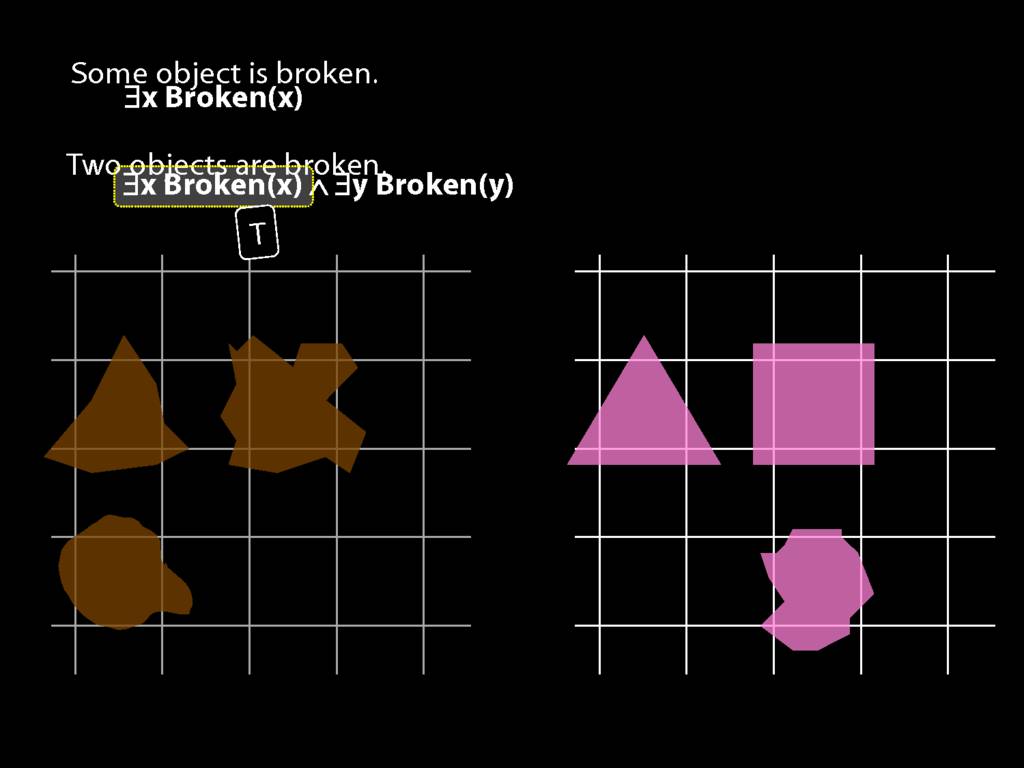 Some object is broken.
∃x Broken(x)
Two objects are broken.
∃x Broken(x) ∧ ∃y Broken(y)
T